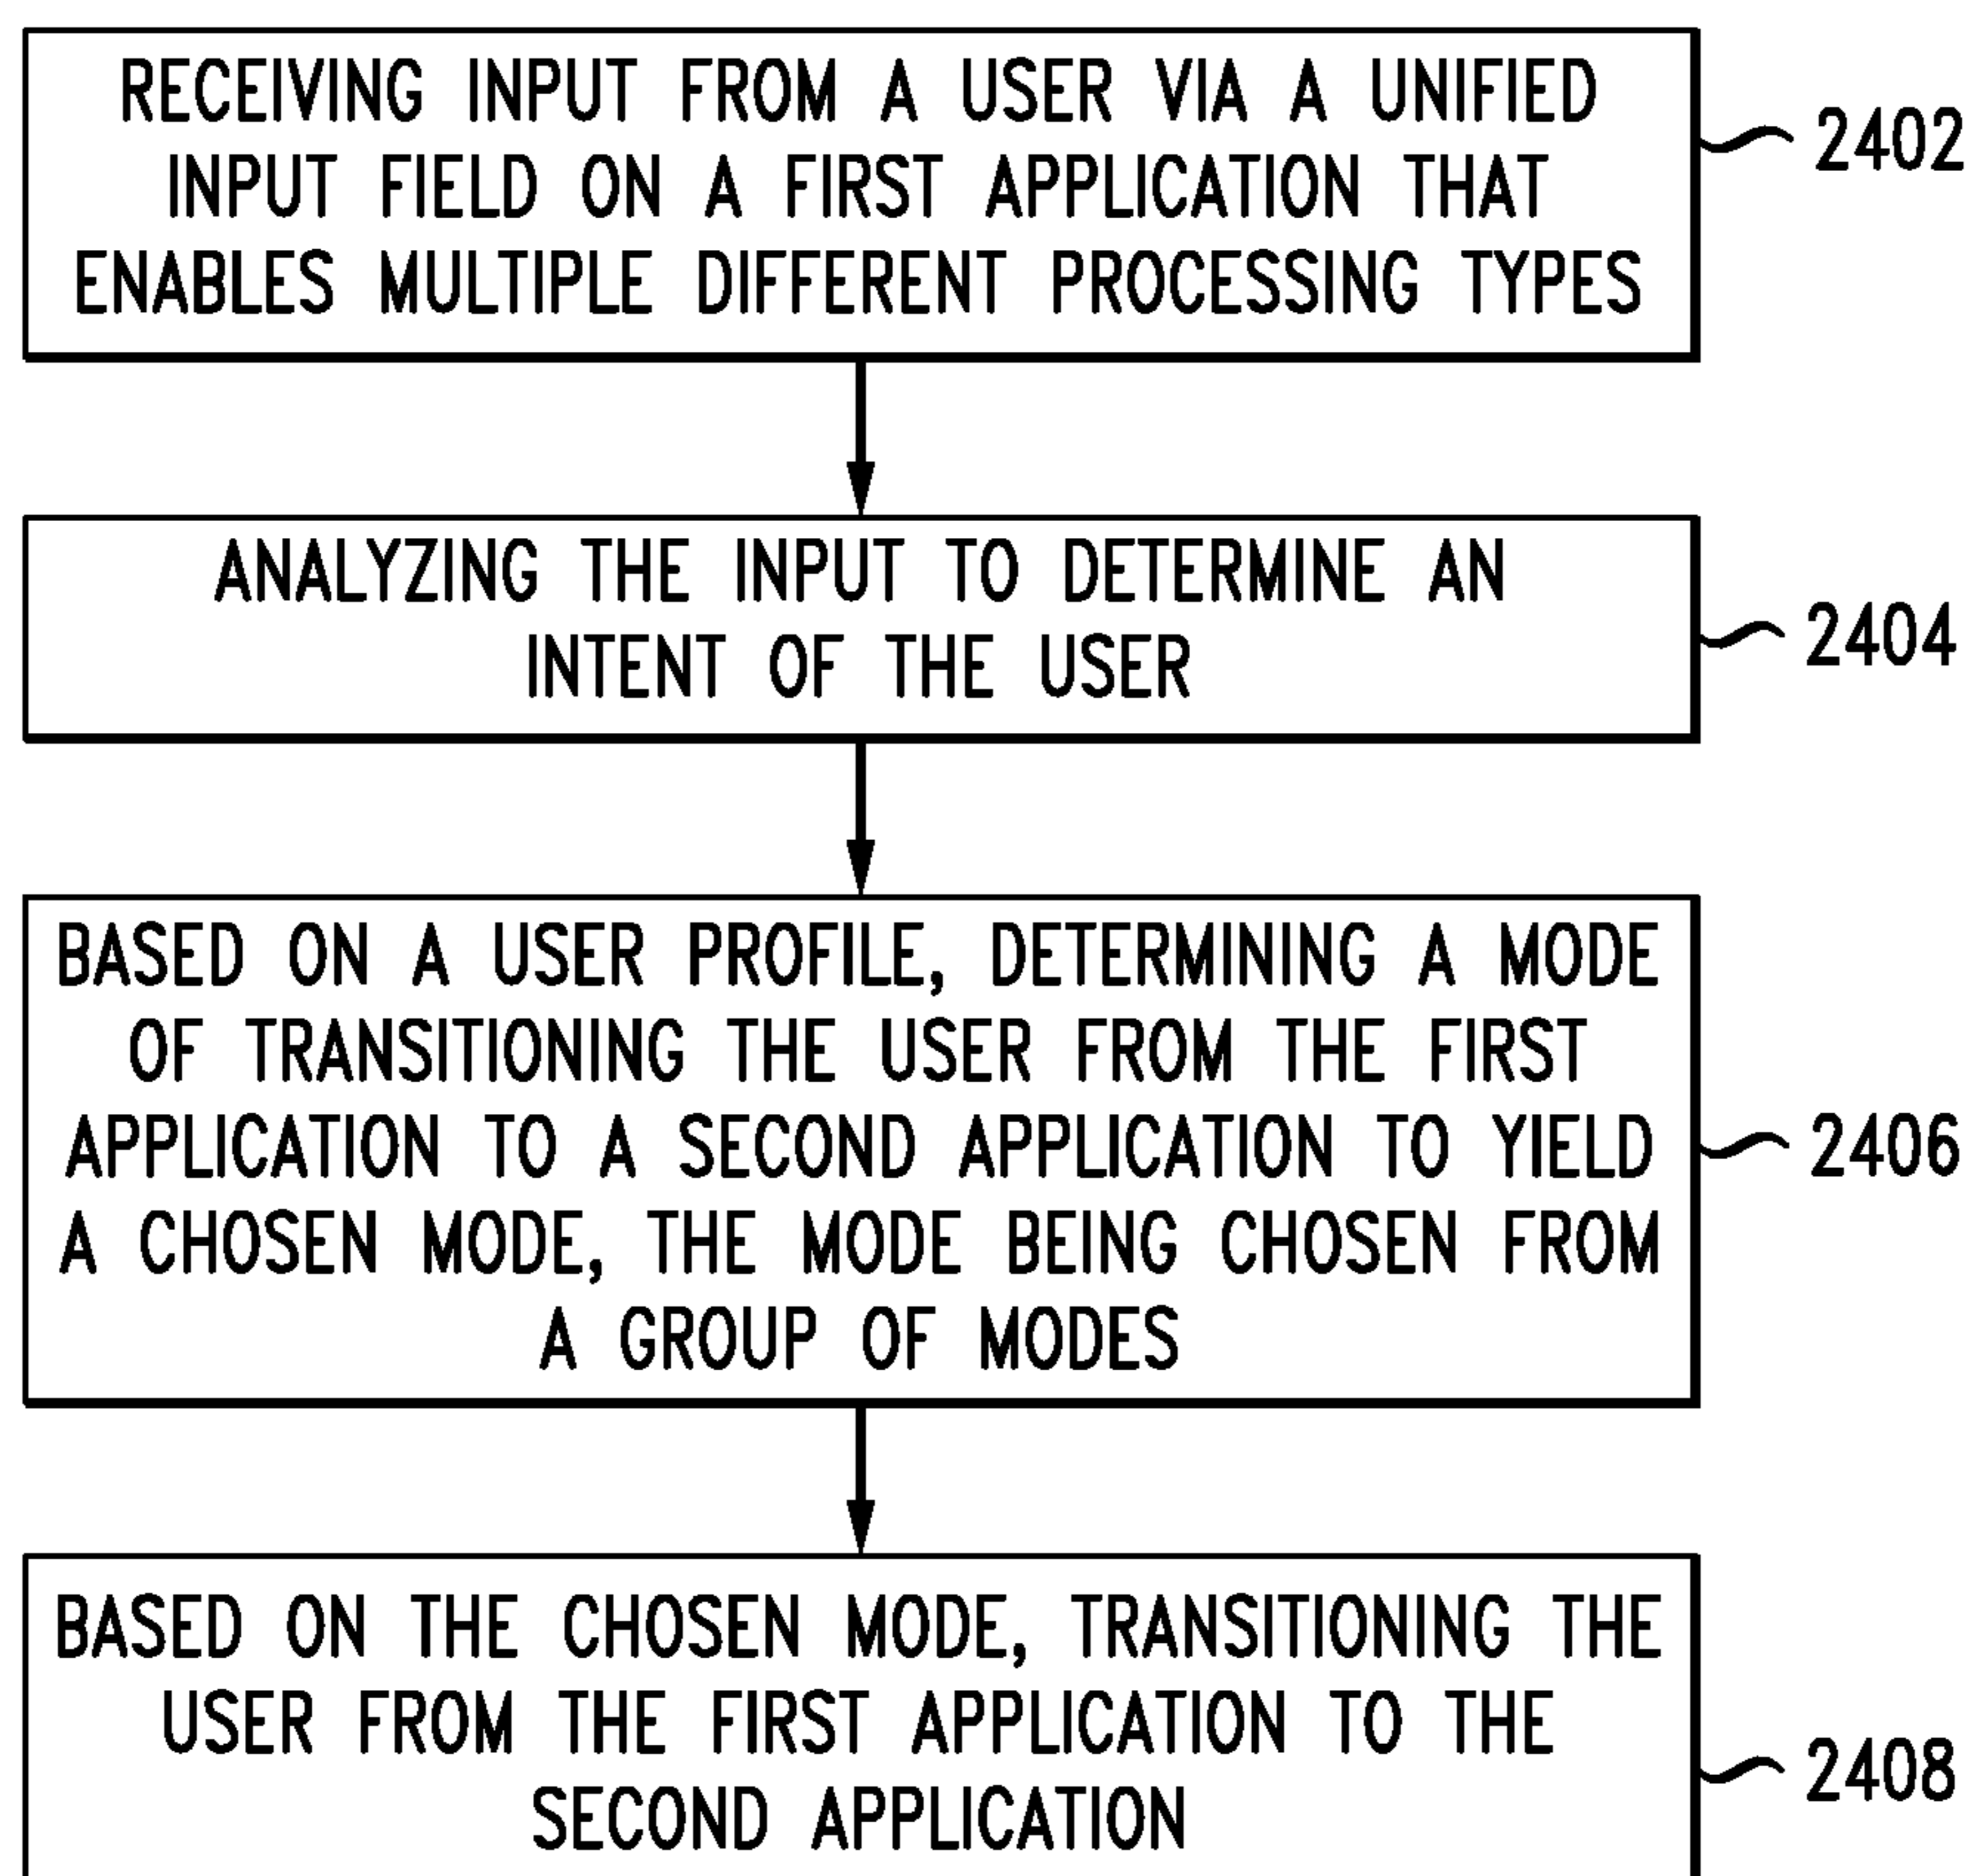 RECEIVING INPUT FROM A USER VIA A UNIFIED
INPUT FIELD ON A FIRST APPLICATION THAT
ENABLES MULTIPLE DIFFERENT PROCESSING TYPES
2402
ANALYZING THE INPUT TO DETERMINE AN
INTENT OF THE USER
2404
BASED ON A USER PROFILE, DETERMINING A MODE
OF TRANSITIONING THE USER FROM THE FIRST
APPLICATION TO A SECOND APPLICATION TO YIELD
A CHOSEN MODE, THE MODE BEING CHOSEN FROM
A GROUP OF MODES
2406
BASED ON THE CHOSEN MODE, TRANSITIONING THE
USER FROM THE FIRST APPLICATION TO THE
SECOND APPLICATION
2408